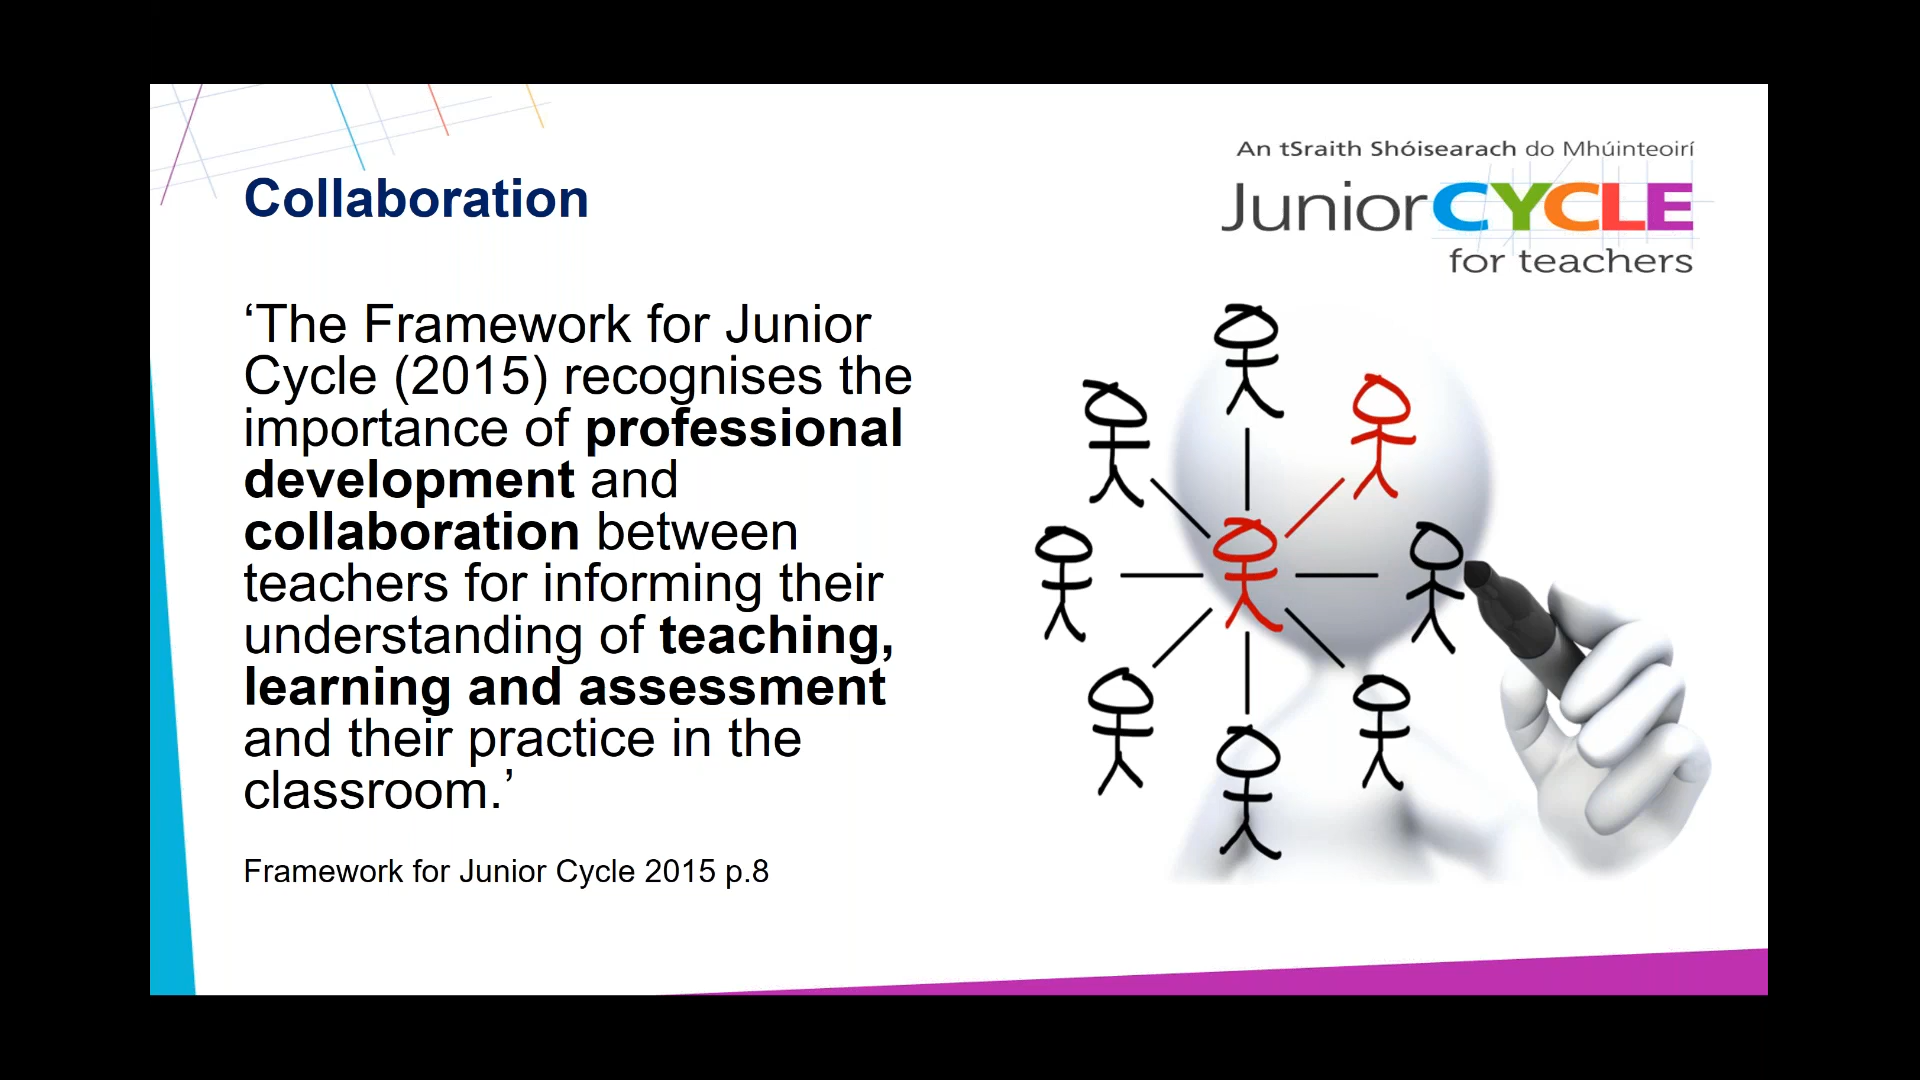 An tSraith Shóisearach do Mhúinteoirí
Junior CYCLE
for teachers
Collaboration
‘The Framework for Junior
Cycle (2015) recognises the
importance of professional
development and
collaboration between
teachers for informing their
understanding of teaching,
learning and assessment
and their practice in the
classroom.’
Framework for Junior Cycle 2015 p.8